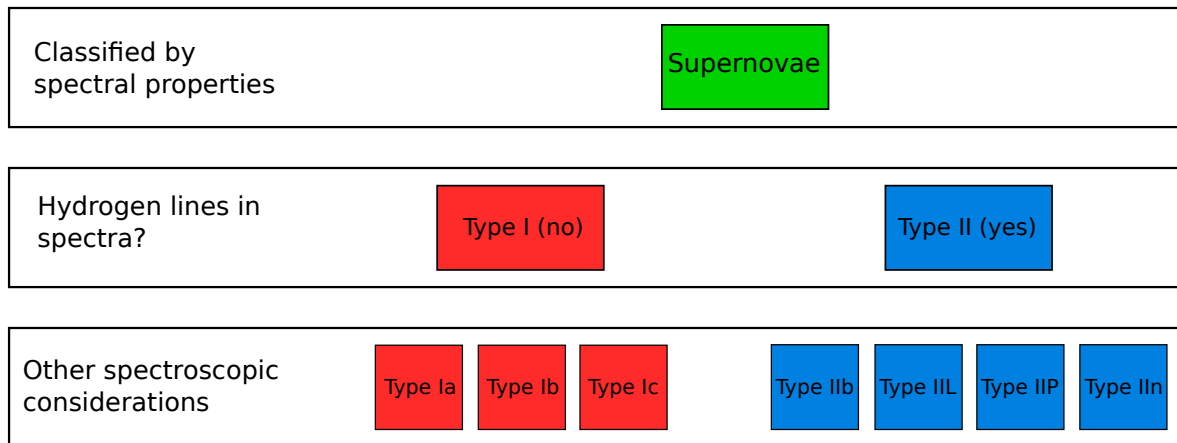 Classified by
spectral properties
Supernovae
Hydrogen lines in
spectra?
Type I (no)
Type II (yes)
Other spectroscopic
considerations
Type Ia
Type Ib
Type Ic
Type IIb
Type IIL
Type IIP
Type IIn